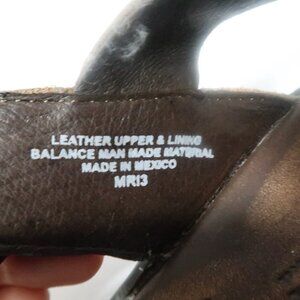 LEATHER UPPER & LINING
BALANCE MAN MADE MATERIAL
MADE IN MEXICO
MR13